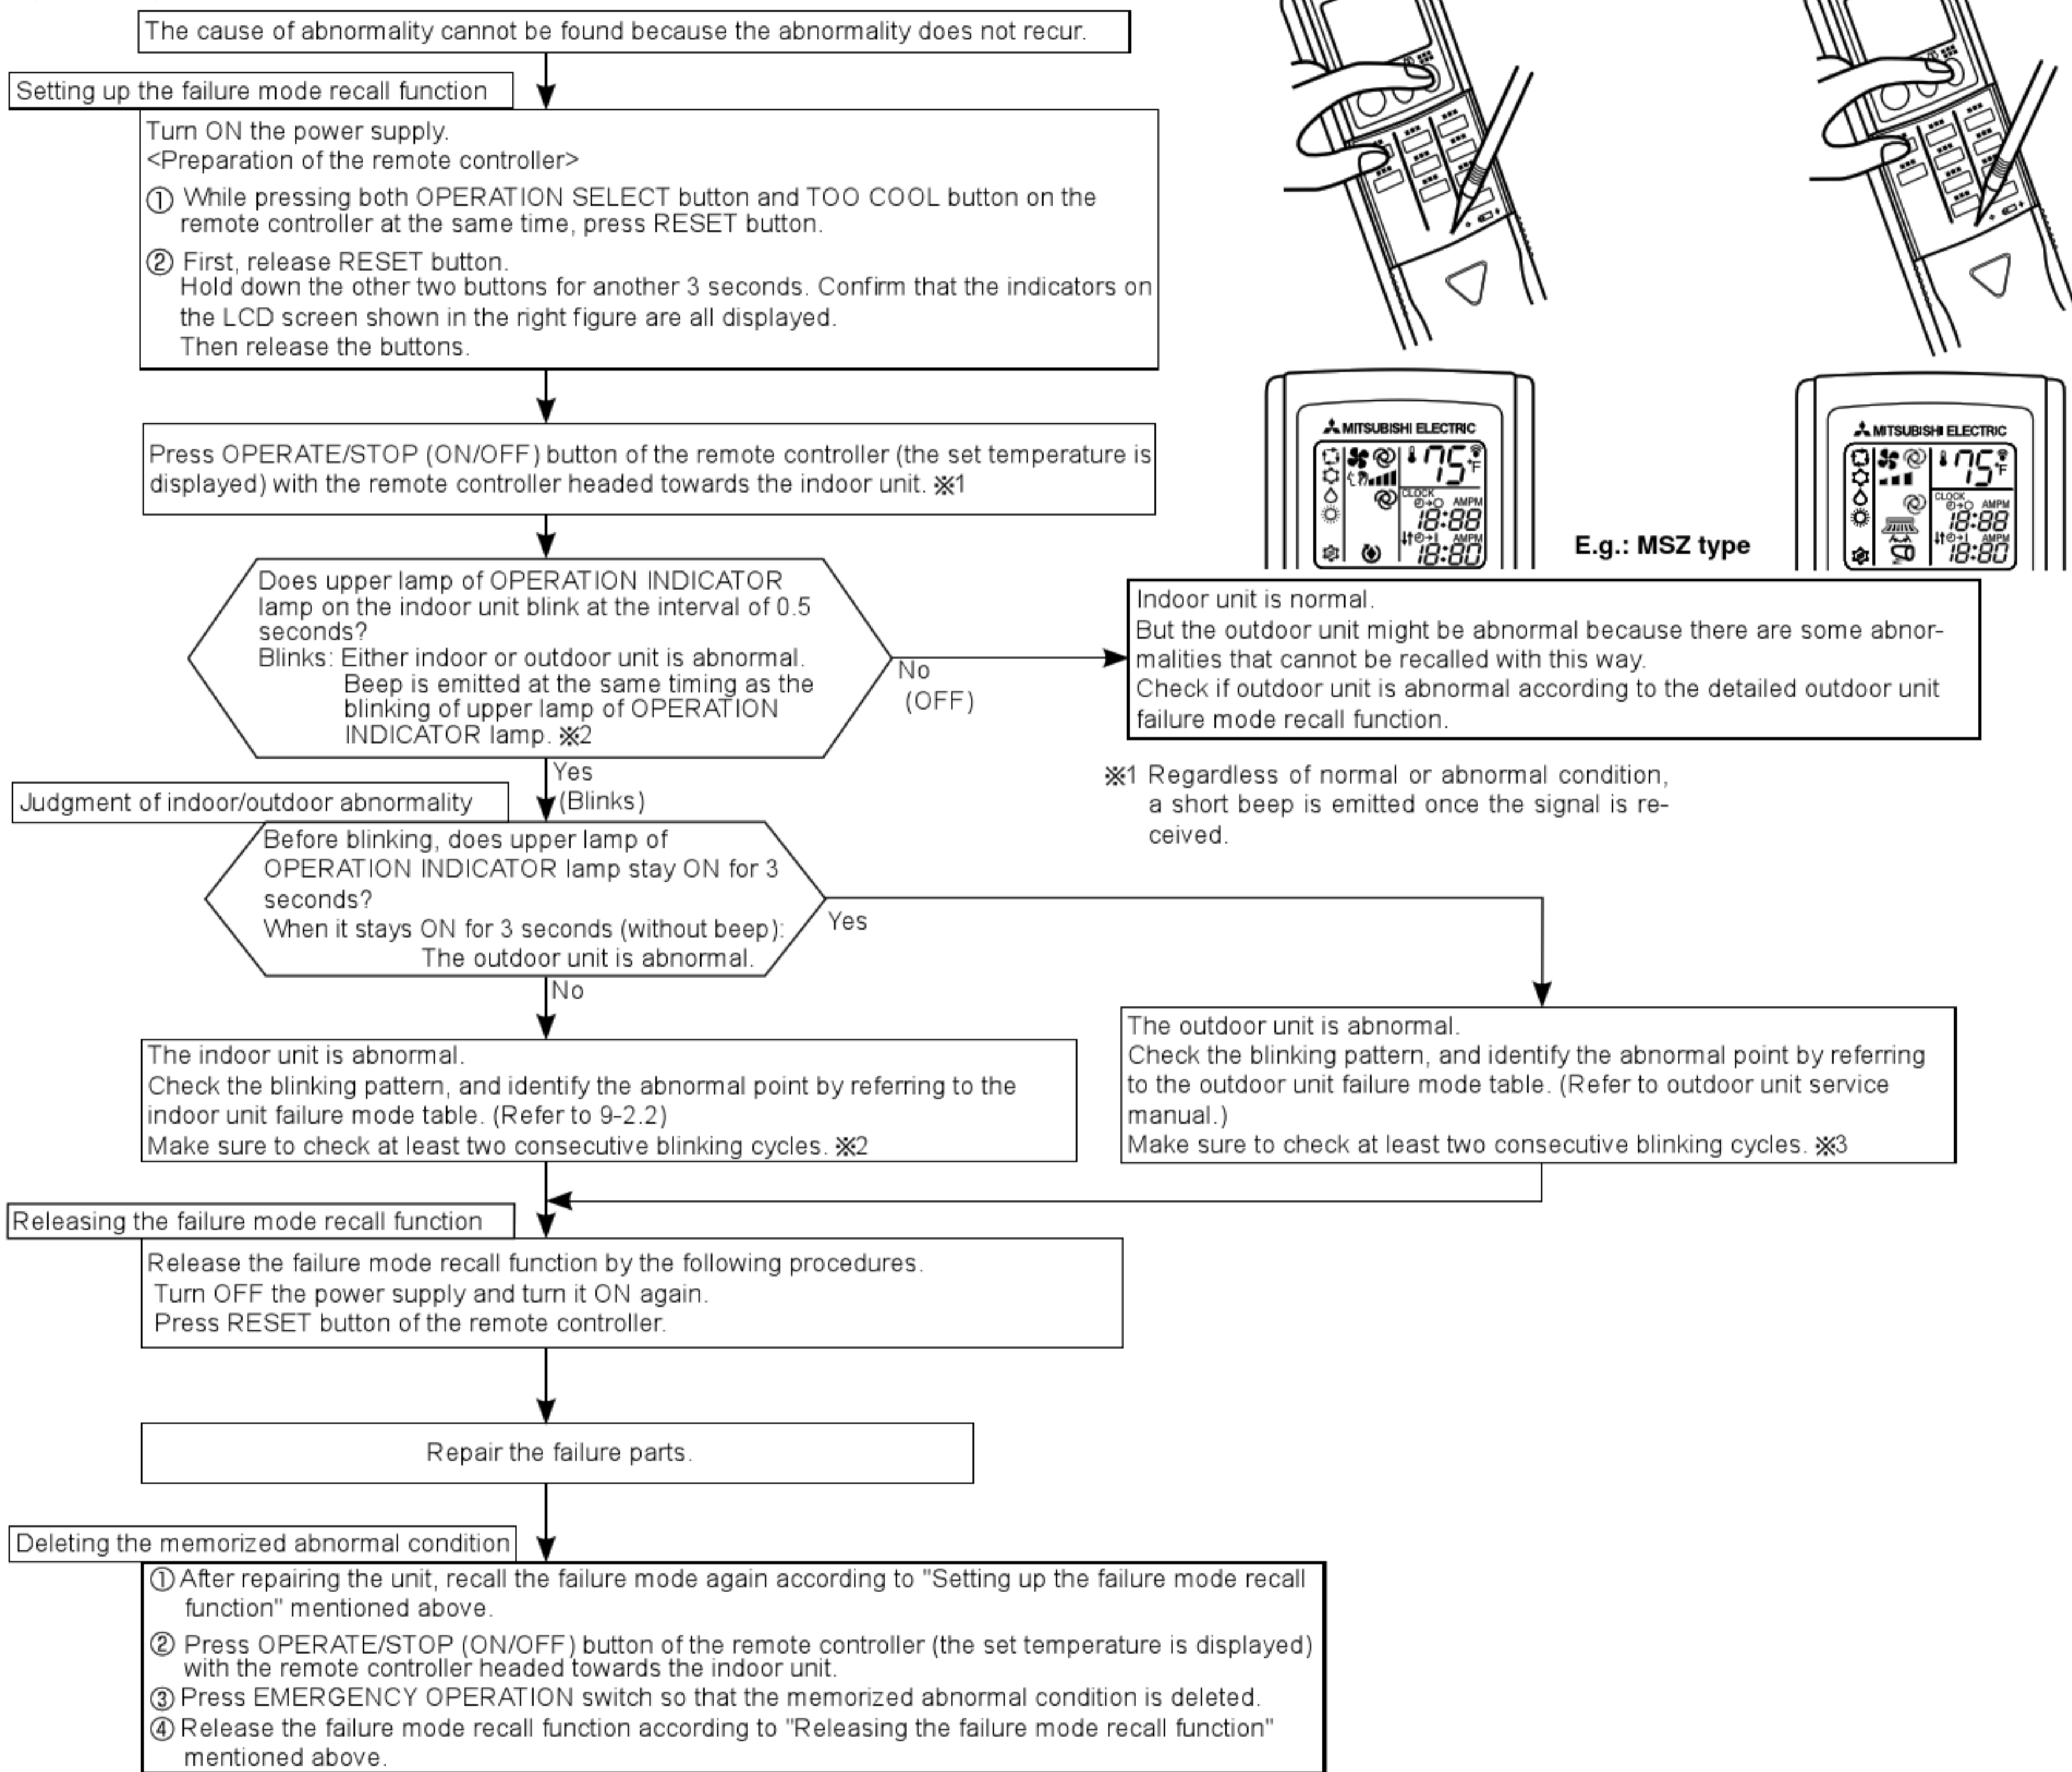 The cause of abnormality cannot be found because the abnormality does not recur.
Setting up the failure mode recall function
Turn ON the power supply.
<Preparation of the remote controller>
① While pressing both OPERATION SELECT button and TOO COOL button on the
remote controller at the same time, press RESET button.
② First, release RESET button.
Hold down the other two buttons for another 3 seconds. Confirm that the indicators on
the LCD screen shown in the right figure are all displayed.
Then release the buttons.
Press OPERATE/STOP (ON/OFF) button of the remote controller (the set temperature is
displayed) with the remote controller headed towards the indoor unit. ※1
MITSUBISHI ELECTRIC
75°F
CLOCK
AMPM
18:88
AMPM
18:80
E.g.: MSZ type
MITSUBISHI ELECTRIC
75°F
CLOCK
AMPM
18:88
AMPM
18:80
Does upper lamp of OPERATION INDICATOR
lamp on the indoor unit blink at the interval of 0.5
seconds?
Blinks: Either indoor or outdoor unit is abnormal.
Beep is emitted at the same timing as the
blinking of upper lamp of OPERATION
INDICATOR lamp. ※2
No
(OFF)
Indoor unit is normal.
But the outdoor unit might be abnormal because there are some abnor-
malities that cannot be recalled with this way.
Check if outdoor unit is abnormal according to the detailed outdoor unit
failure mode recall function.
※1 Regardless of normal or abnormal condition,
a short beep is emitted once the signal is re-
ceived.
Yes
(Blinks)
Judgment of indoor/outdoor abnormality
Before blinking, does upper lamp of
OPERATION INDICATOR lamp stay ON for 3
seconds?
When it stays ON for 3 seconds (without beep):
The outdoor unit is abnormal.
Yes
No
The indoor unit is abnormal.
Check the blinking pattern, and identify the abnormal point by referring to the
indoor unit failure mode table. (Refer to 9-2.2)
Make sure to check at least two consecutive blinking cycles. ※2
The outdoor unit is abnormal.
Check the blinking pattern, and identify the abnormal point by referring
to the outdoor unit failure mode table. (Refer to outdoor unit service
manual.)
Make sure to check at least two consecutive blinking cycles. ※3
Releasing the failure mode recall function
Release the failure mode recall function by the following procedures.
Turn OFF the power supply and turn it ON again.
Press RESET button of the remote controller.
Repair the failure parts.
Deleting the memorized abnormal condition
① After repairing the unit, recall the failure mode again according to "Setting up the failure mode recall
function" mentioned above.
② Press OPERATE/STOP (ON/OFF) button of the remote controller (the set temperature is displayed)
with the remote controller headed towards the indoor unit.
③ Press EMERGENCY OPERATION switch so that the memorized abnormal condition is deleted.
④ Release the failure mode recall function according to "Releasing the failure mode recall function"
mentioned above.